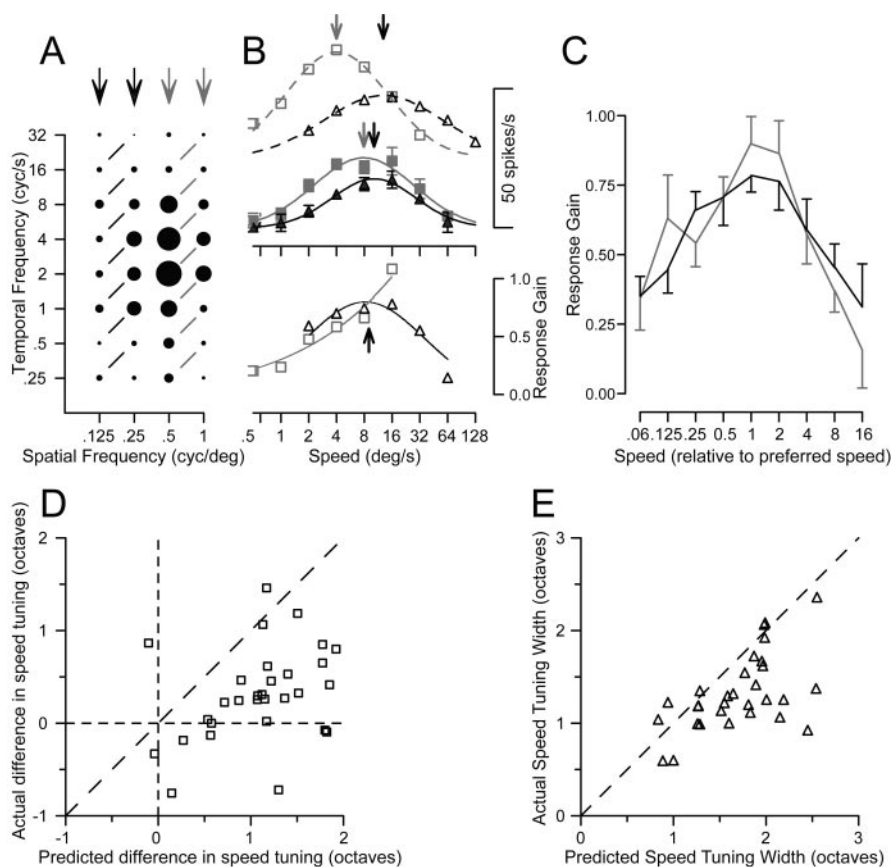 A
B
C
32
16
8
4
2
1
.5
.25
Temporal Frequency (cyc/s)
.125 .25 .5 1
Spatial Frequency (cyc/deg)
50 spikes/s
1.0
0.5
0.0
Response Gain
.5 1 2 4 8 16 32 64 128
Speed (deg/s)
1.00
0.75
0.50
0.25
0.00
Response Gain
.06 .125 .25 0.5 1 2 4 8 16
Speed (relative to preferred speed)
D
E
Actual difference in speed tuning (octaves)
2
1
0
-1
-1 0 1 2
Predicted difference in speed tuning (octaves)
Actual Speed Tuning Width (octaves)
3
2
1
0
0 1 2 3
Predicted Speed Tuning Width (octaves)